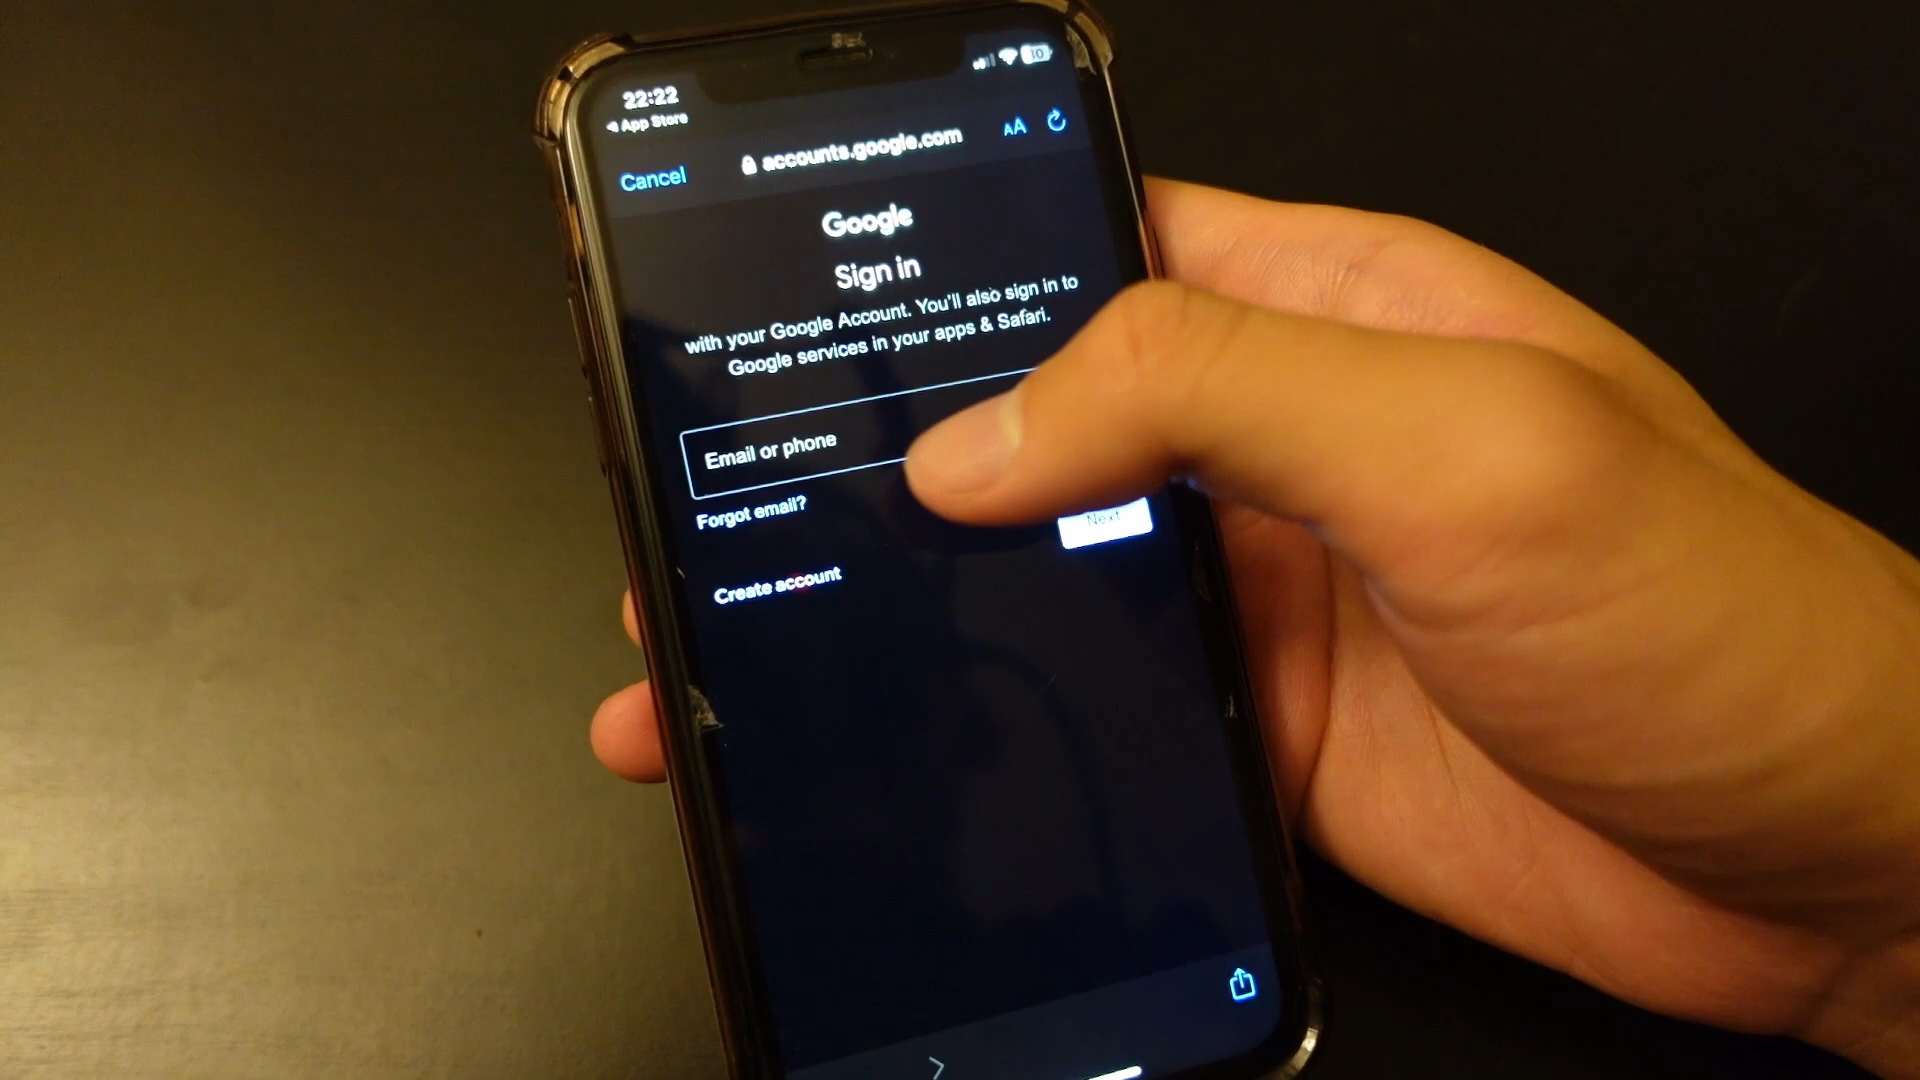 22:22
10
◀ App Store
Cancel
accounts.google.com
AA
Google
Sign in
with your Google Account. You'll also sign in to
Google services in your apps & Safari.
Email or phone
Forgot email?
Next
Create account